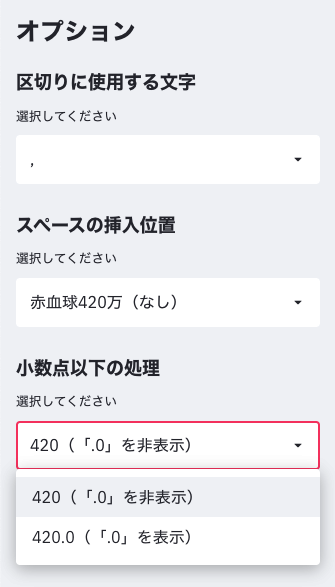 オプション
区切りに使用する文字
選択してください
,
スペースの挿入位置
選択してください
赤血球420万（なし）
小数点以下の処理
選択してください
420（「.0」を非表示）
420（「.0」を非表示）
420.0（「.0」を表示）